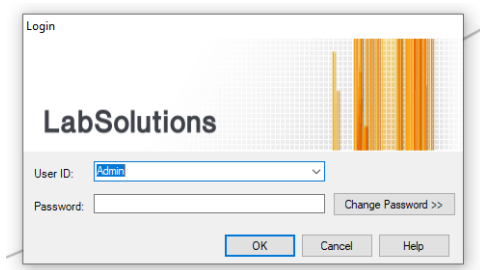 Login
LabSolutions
User ID: Admin
Password: Change Password >>
OK Cancel Help